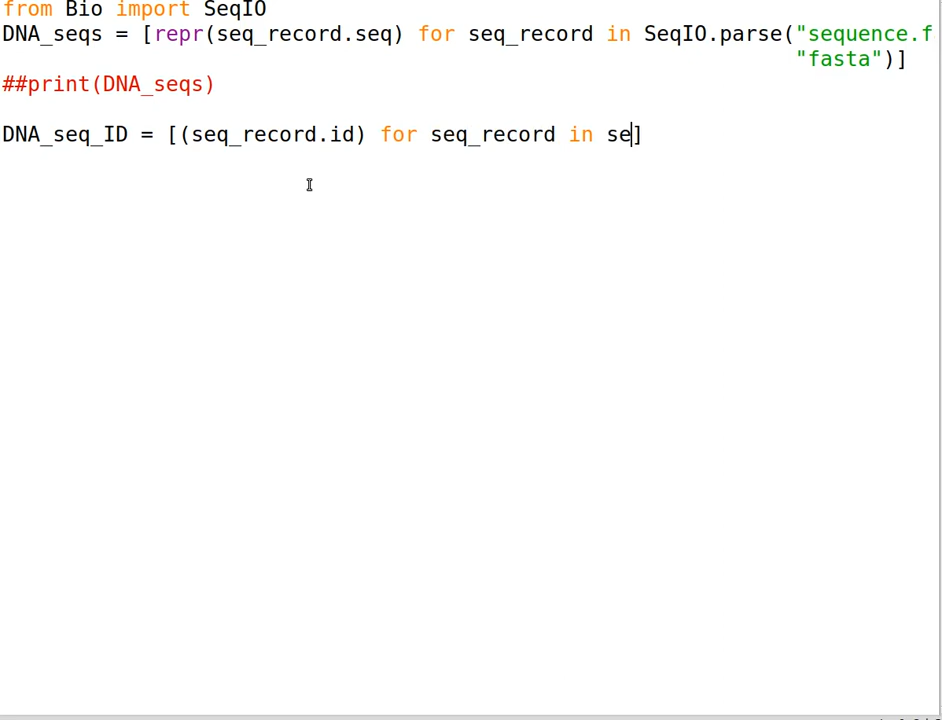 from Bio import SeqIO
DNA_seqs = [repr(seq_record.seq) for seq_record in SeqIO.parse("sequence.f
"fasta")]
##print(DNA_seqs)
DNA_seq_ID = [(seq_record.id) for seq_record in se]